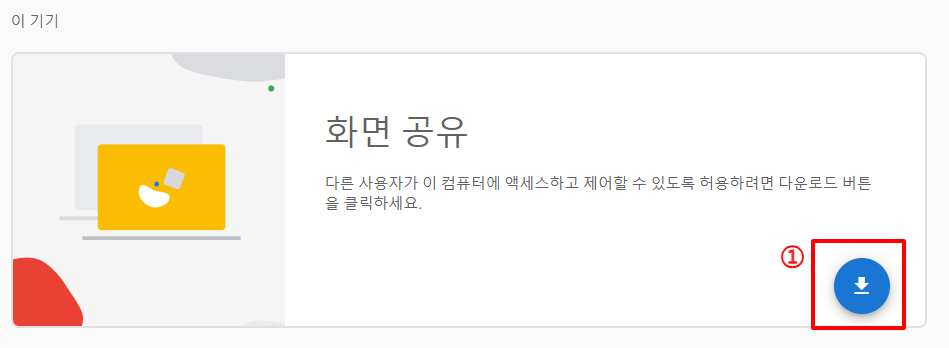 이 기기
화면 공유
다른 사용자가 이 컴퓨터에 액세스하고 제어할 수 있도록 허용하려면 다운로드 버튼
을 클릭하세요.
①